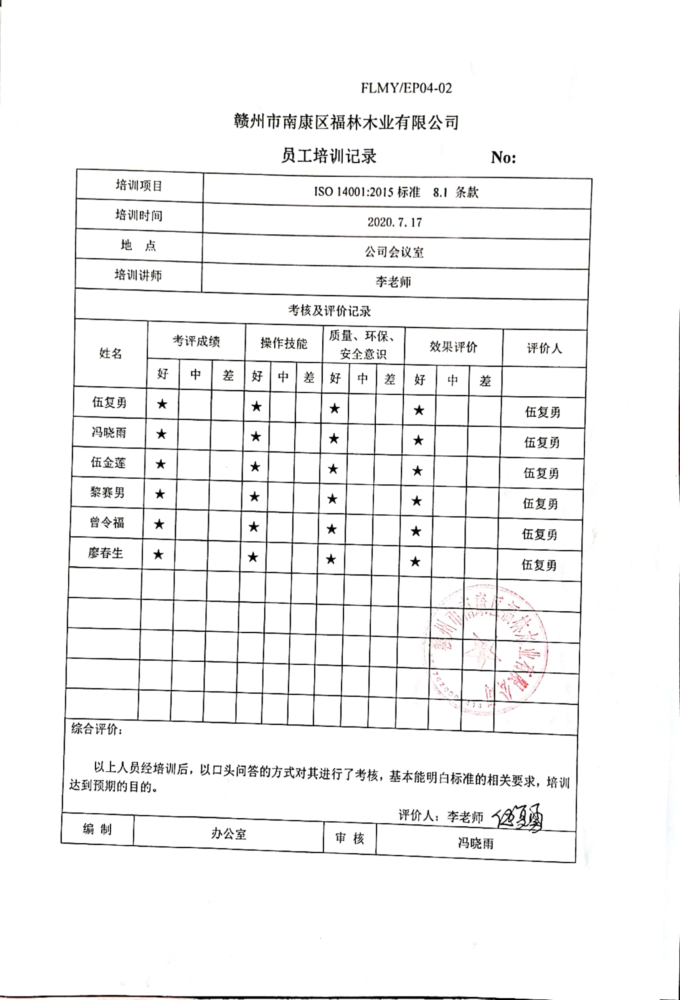 FLMY/EP04-02
赣州市南康区福林木业有限公司
员工培训记录 No:
培训项目 ISO 14001:2015 标准 8.1 条款
培训时间 2020.7.17
地 点 公司会议室
培训讲师 李老师
考核及评价记录
姓名 考评成绩 操作技能 质量、环保、安全意识 效果评价 评价人
好 中 差 好 中 差 好 中 差 好 中 差
伍复勇 ★ ★ ★ ★ 伍复勇
冯晓雨 ★ ★ ★ ★ 伍复勇
伍金莲 ★ ★ ★ ★ 伍复勇
黎赛男 ★ ★ ★ ★ 伍复勇
曾令福 ★ ★ ★ ★ 伍复勇
廖春生 ★ ★ ★ ★ 伍复勇
赣州市南康区福林木业有限公司
综合评价：
以上人员经培训后，以口头问答的方式对其进行了考核，基本能明白标准的相关要求，培训
达到预期的目的。
评价人：李老师 伍复勇
编 制 办公室 审 核 冯晓雨